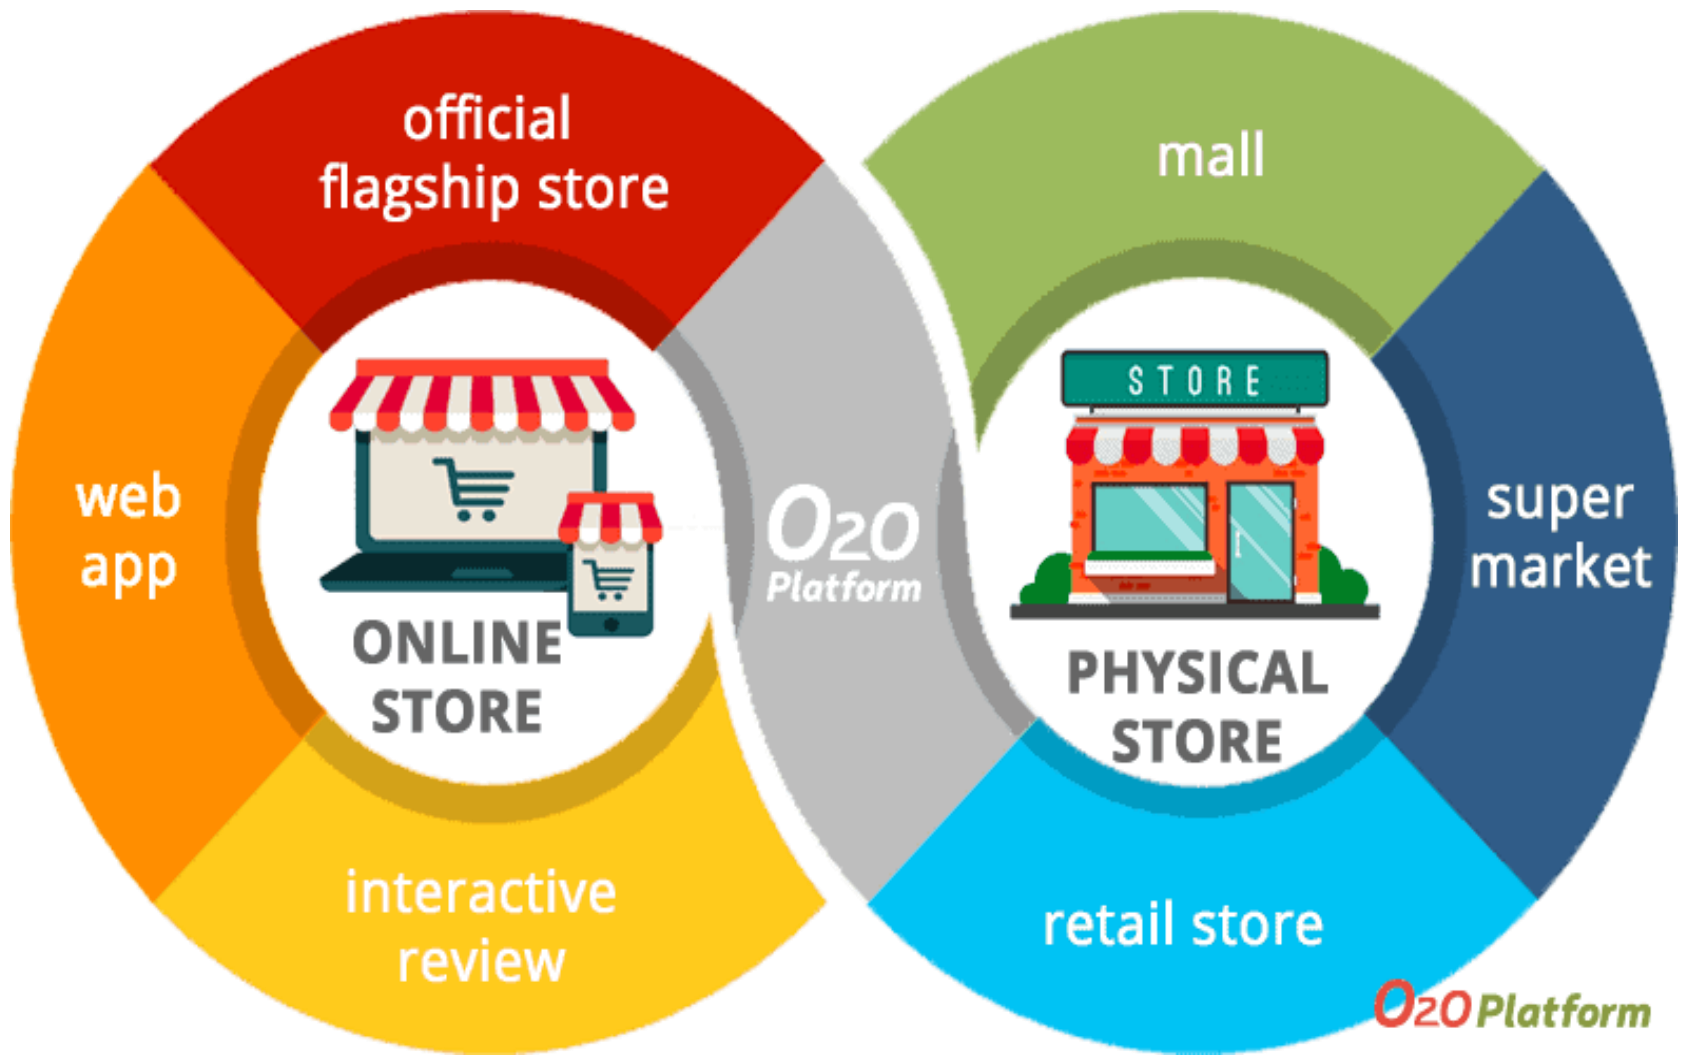 official
flagship store
web
app
ONLINE
STORE
interactive
review
O2O
Platform
mall
STORE
PHYSICAL
STORE
super
market
retail store
O2O Platform